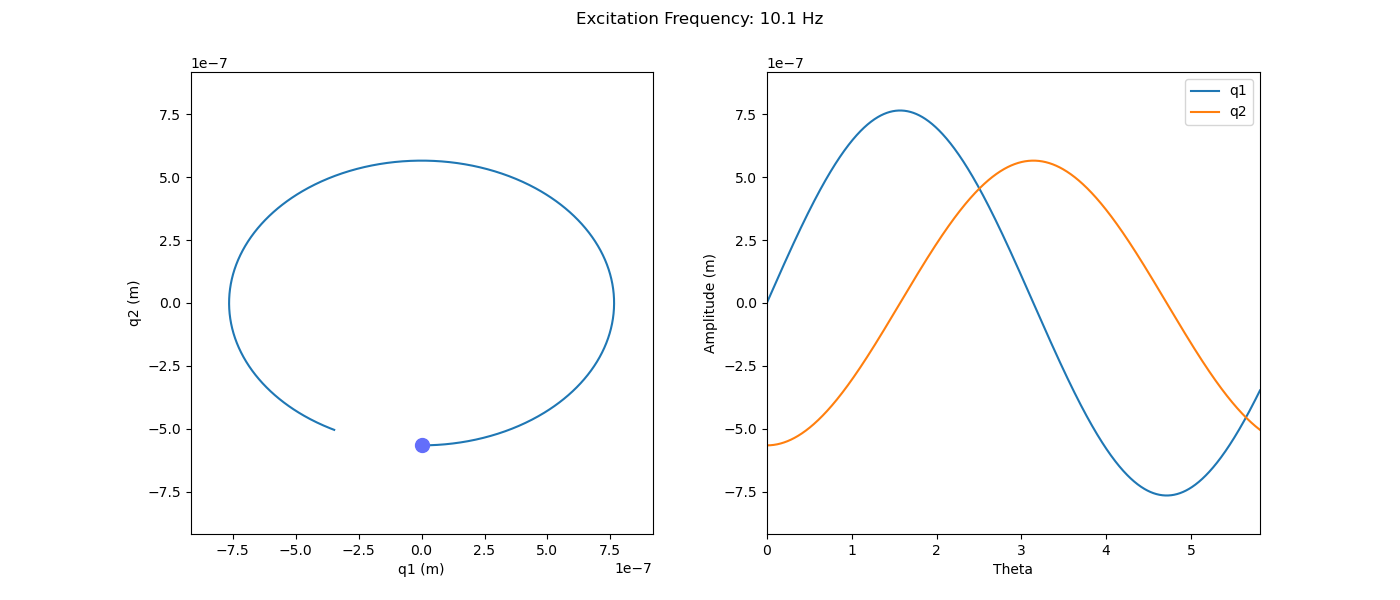 Excitation Frequency: 10.1 Hz
1e−7
7.5
5.0
2.5
0.0
−2.5
−5.0
−7.5
q2 (m)
−7.5 −5.0 −2.5 0.0 2.5 5.0 7.5
q1 (m)
1e−7
1e−7
7.5
5.0
2.5
0.0
−2.5
−5.0
−7.5
Amplitude (m)
q1
q2
0 1 2 3 4 5
Theta